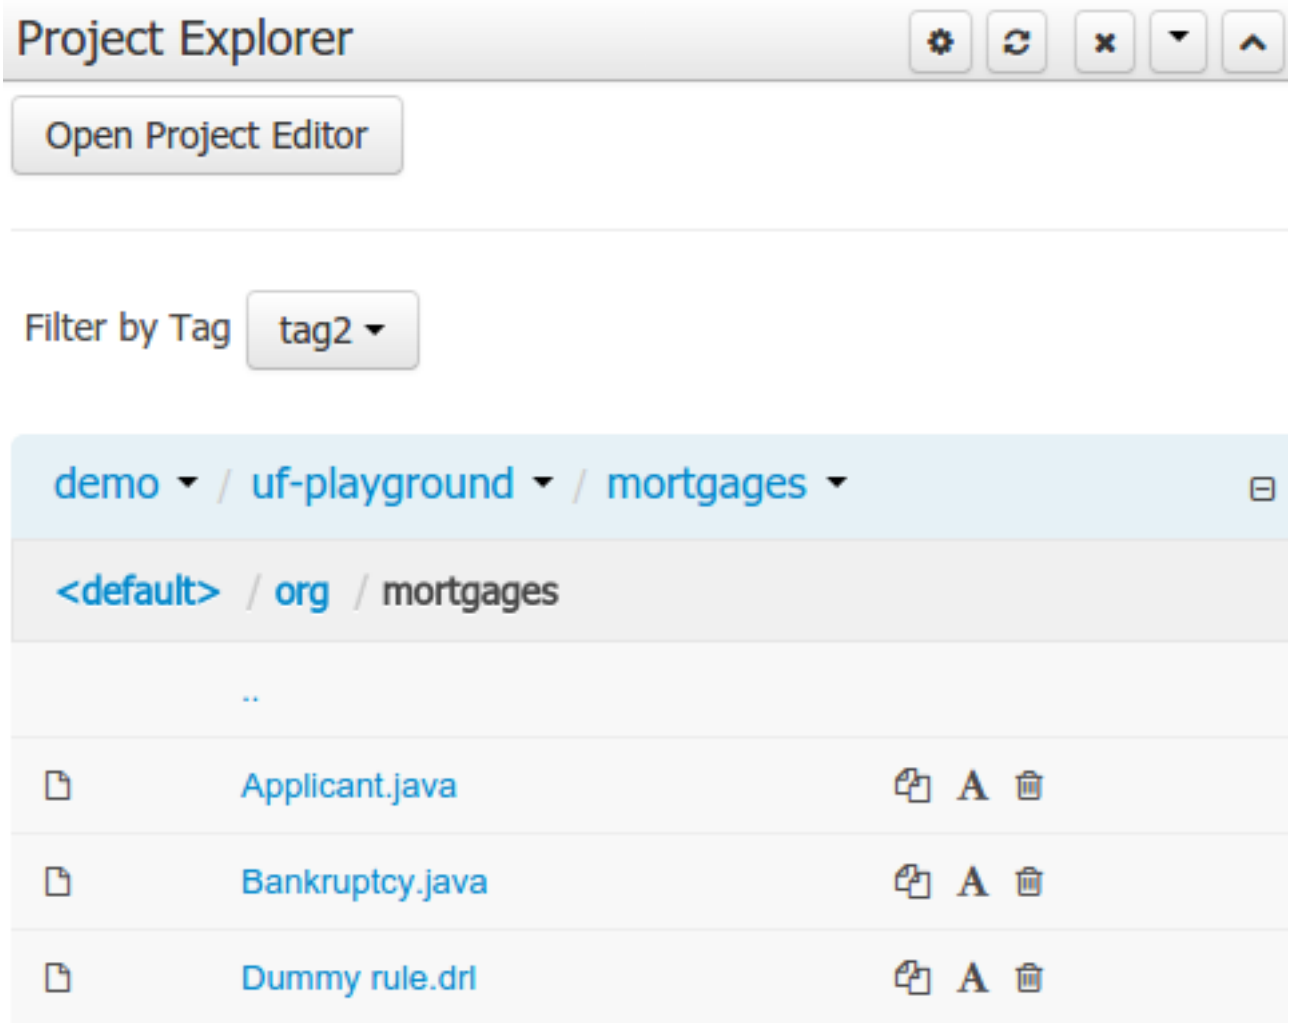 Project Explorer
Open Project Editor
Filter by Tag tag2
demo / uf-playground / mortgages
<default> / org / mortgages
..
Applicant.java
Bankruptcy.java
Dummy rule.drl